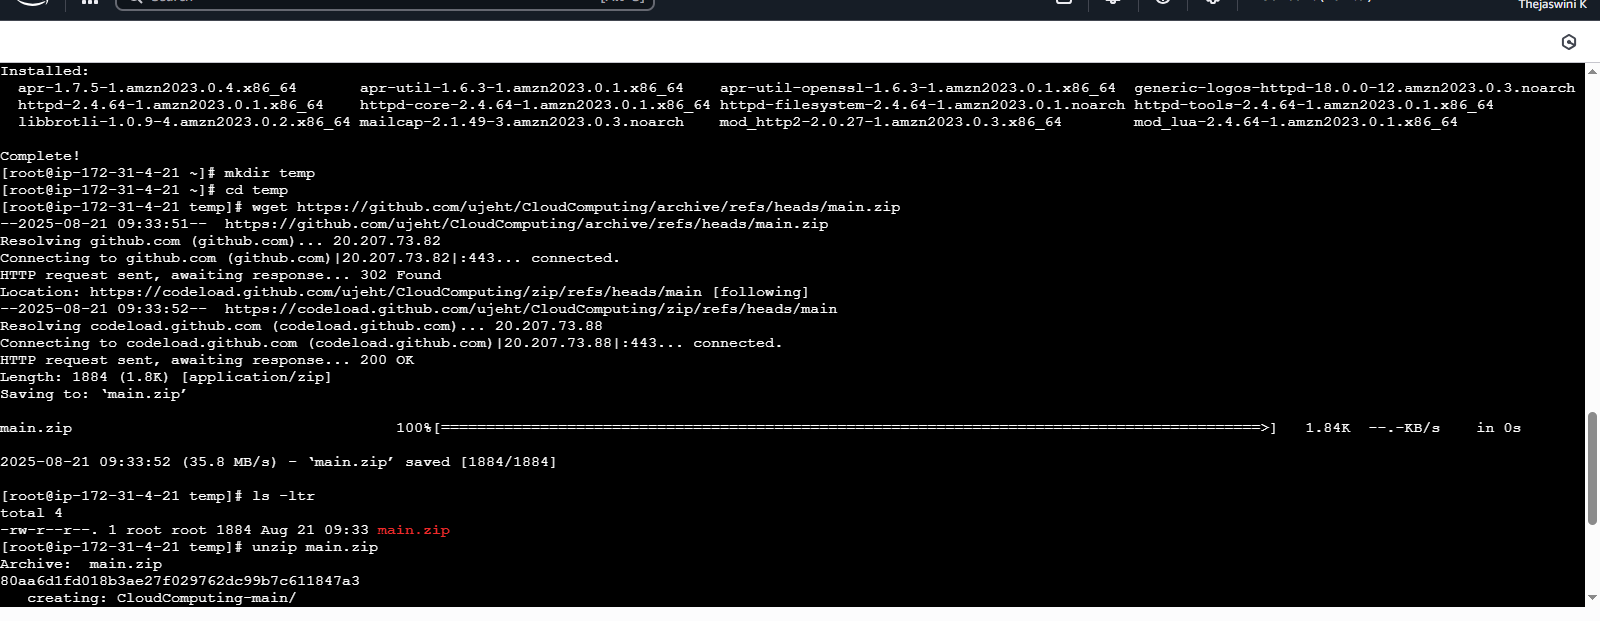 Thejaswini K
Installed:
  apr-1.7.5-1.amzn2023.0.4.x86_64       apr-util-1.6.3-1.amzn2023.0.1.x86_64    apr-util-openssl-1.6.3-1.amzn2023.0.1.x86_64  generic-logos-httpd-18.0.0-12.amzn2023.0.3.noarch
  httpd-2.4.64-1.amzn2023.0.1.x86_64    httpd-core-2.4.64-1.amzn2023.0.1.x86_64 httpd-filesystem-2.4.64-1.amzn2023.0.1.noarch httpd-tools-2.4.64-1.amzn2023.0.1.x86_64
  libbrotli-1.0.9-4.amzn2023.0.2.x86_64 mailcap-2.1.49-3.amzn2023.0.3.noarch    mod_http2-2.0.27-1.amzn2023.0.3.x86_64        mod_lua-2.4.64-1.amzn2023.0.1.x86_64
Complete!
[root@ip-172-31-4-21 ~]# mkdir temp
[root@ip-172-31-4-21 ~]# cd temp
[root@ip-172-31-4-21 temp]# wget https://github.com/ujeht/CloudComputing/archive/refs/heads/main.zip
--2025-08-21 09:33:51--  https://github.com/ujeht/CloudComputing/archive/refs/heads/main.zip
Resolving github.com (github.com)... 20.207.73.82
Connecting to github.com (github.com)|20.207.73.82|:443... connected.
HTTP request sent, awaiting response... 302 Found
Location: https://codeload.github.com/ujeht/CloudComputing/zip/refs/heads/main [following]
--2025-08-21 09:33:52--  https://codeload.github.com/ujeht/CloudComputing/zip/refs/heads/main
Resolving codeload.github.com (codeload.github.com)... 20.207.73.88
Connecting to codeload.github.com (codeload.github.com)|20.207.73.88|:443... connected.
HTTP request sent, awaiting response... 200 OK
Length: 1884 (1.8K) [application/zip]
Saving to: ‘main.zip’
main.zip                                    100%[===========================================================================================>]   1.84K  --.-KB/s    in 0s
2025-08-21 09:33:52 (35.8 MB/s) - ‘main.zip’ saved [1884/1884]
[root@ip-172-31-4-21 temp]# ls -ltr
total 4
-rw-r--r--. 1 root root 1884 Aug 21 09:33 main.zip
[root@ip-172-31-4-21 temp]# unzip main.zip
Archive:  main.zip
80aa6d1fd018b3ae27f029762dc99b7c611847a3
   creating: CloudComputing-main/